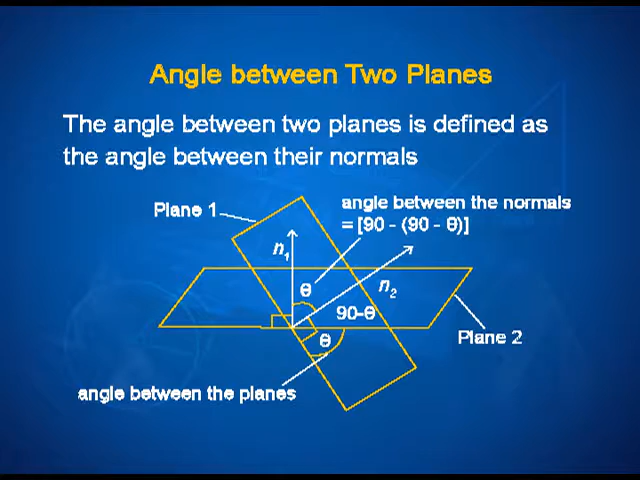 Angle between Two Planes
The angle between two planes is defined as
the angle between their normals
Plane 1
angle between the normals
= [90 - (90 - θ)]
n₁
θ
n₂
90-θ
θ
Plane 2
angle between the planes